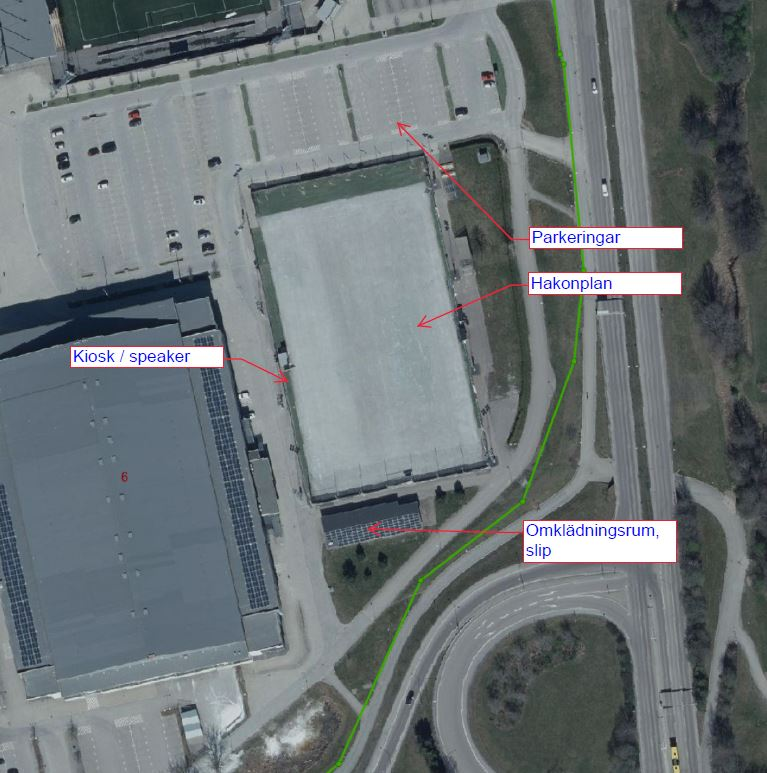 Parkeringar
Hakonplan
Kiosk / speaker
6
Omklädningsrum,
slip